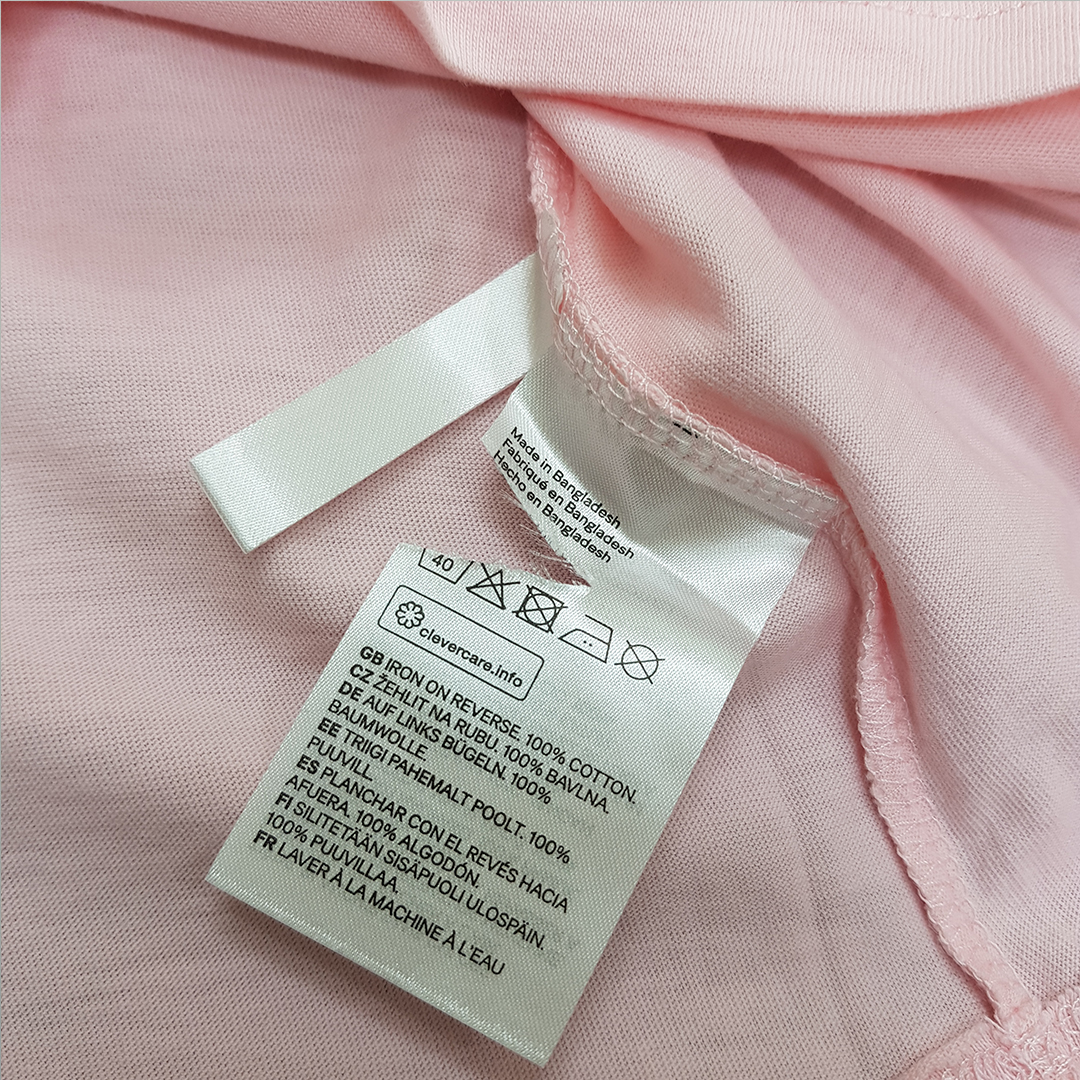 Made in Bangladesh
Fabriqué en Bangladesh
Hecho en Bangladesh
40
clevercare.info
GB IRON ON REVERSE. 100% COTTON.
CZ ŽEHLIT NA RUBU. 100% BAVLNA.
DE AUF LINKS BÜGELN. 100%
BAUMWOLLE.
EE TRIIGI PAHEMALT POOLT. 100%
PUUVILL.
ES PLANCHAR CON EL REVÉS HACIA
AFUERA. 100% ALGODÓN.
FI SILITETÄÄN SISÄPUOLI ULOSPÄIN.
100% PUUVILLAA.
FR LAVER À LA MACHINE À L'EAU